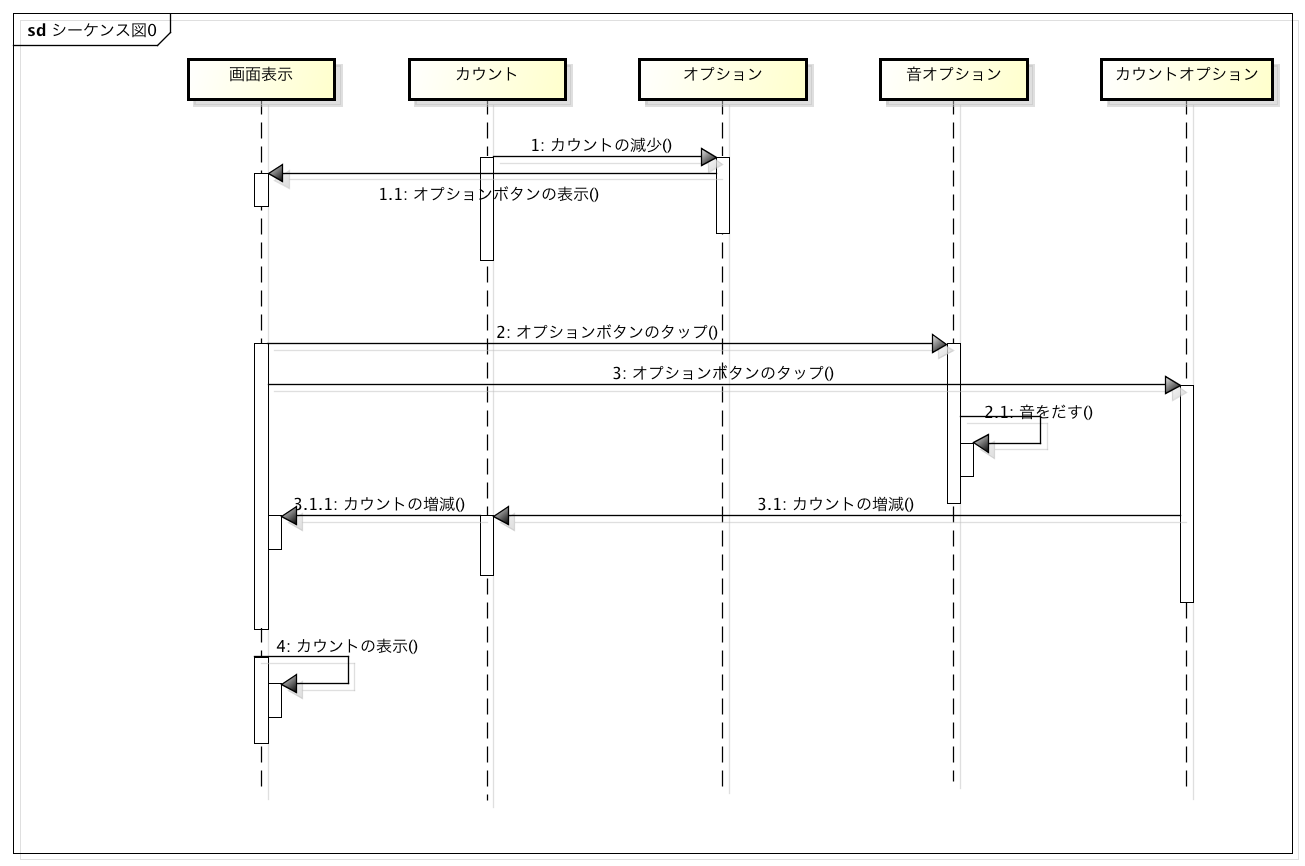 sd シーケンス図0
画面表示
カウント
オプション
音オプション
カウントオプション
1: カウントの減少()
1.1: オプションボタンの表示()
2: オプションボタンのタップ()
3: オプションボタンのタップ()
2.1: 音をだす()
3.1.1: カウントの増減()
3.1: カウントの増減()
4: カウントの表示()